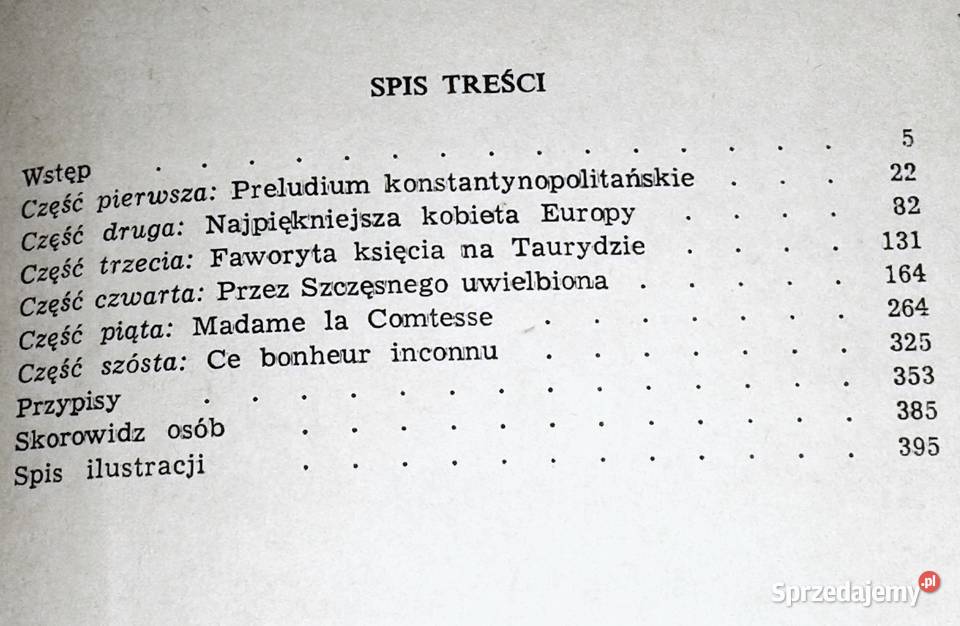 SPIS TREŚCI
Wstęp . . . . . . . . . . . . . . . 5
Część pierwsza: Preludium konstantynopolitańskie . . . 22
Część druga: Najpiękniejsza kobieta Europy . . . . 82
Część trzecia: Faworyta księcia na Taurydzie . . . . 131
Część czwarta: Przez Szczęsnego uwielbiona . . . . . 164
Część piąta: Madame la Comtesse . . . . . . . 264
Część szósta: Ce bonheur inconnu . . . . . . . 325
Przypisy . . . . . . . . . . . . . . 353
Skorowidz osób . . . . . . . . . . . . 385
Spis ilustracji . . . . . . . . . . . . 395
Sprzedajemy.pl